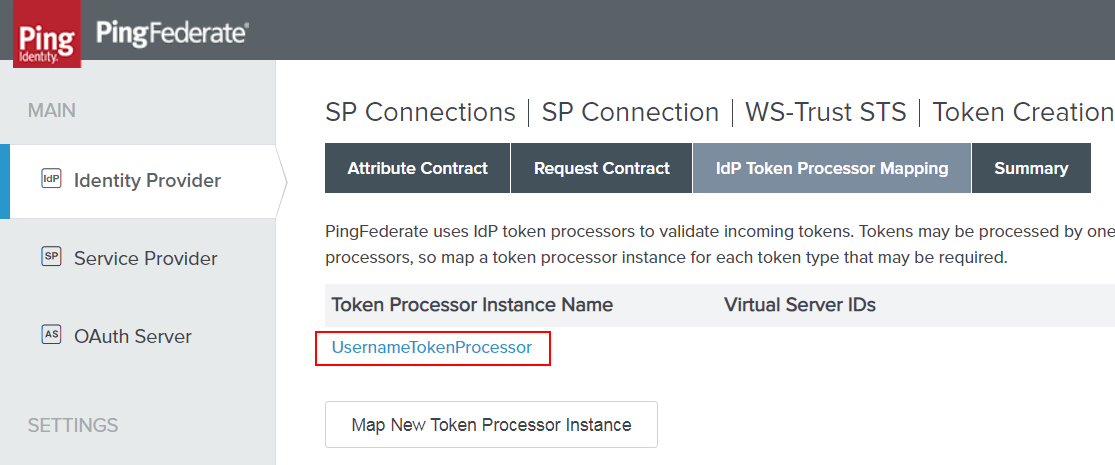 Ping
Identity.
PingFederate®
MAIN
IdP Identity Provider
SP Service Provider
AS OAuth Server
SETTINGS
SP Connections | SP Connection | WS-Trust STS | Token Creation
Attribute Contract Request Contract IdP Token Processor Mapping Summary
PingFederate uses IdP token processors to validate incoming tokens. Tokens may be processed by one
processors, so map a token processor instance for each token type that may be required.
Token Processor Instance Name Virtual Server IDs
UsernameTokenProcessor
Map New Token Processor Instance